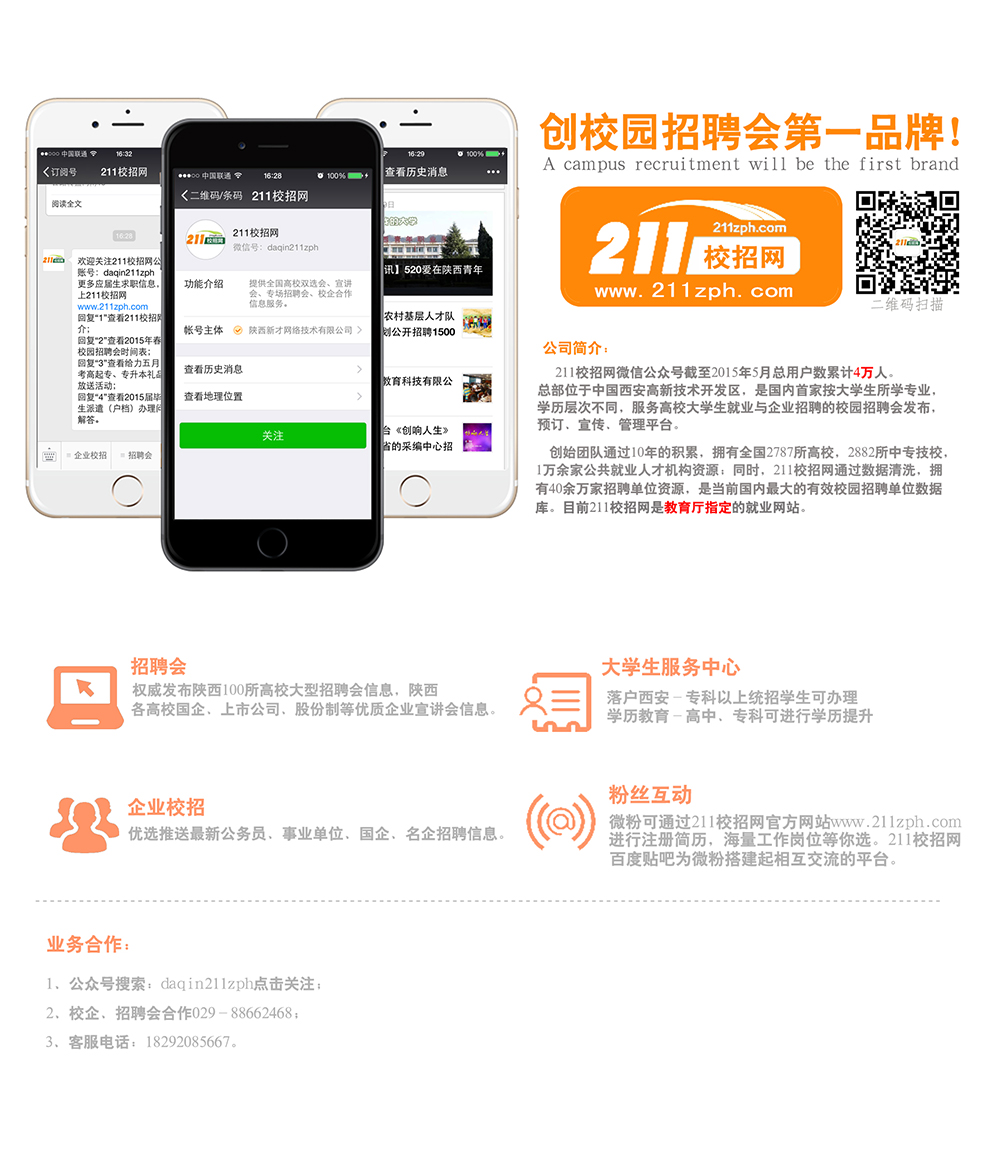 创校园招聘会第一品牌!
A campus recruitment will be the first brand
211zph.com
211校招网
www.211zph.com
二维码扫描
中国联通 16:32
订阅号 211校招网
阅读全文
16:28
欢迎关注211校招网公
账号：daqin211zph
更多应届生求职信息，
上211校招网
www.211zph.com
回复“1”查看211校招网
介；
回复“2”查看2015年春
校园招聘会时间表；
回复“3”查看给力五月
考高起专、专升本礼品
放送活动；
回复“4”查看2015届毕
生派遣（户档）办理问
解答。
企业校招 招聘会
中国联通 16:28 100%
二维码/条码 211校招网
211校招网
微信号：daqin211zph
功能介绍
提供全国高校双选会、宣讲
会、专场招聘会、校企合作
信息服务。
帐号主体 陕西新才网络技术有限公司
查看历史消息
查看地理位置
关注
16:29 100%
查看历史消息
讯】520爱在陕西青年
农村基层人才队
划公开招聘1500
教育科技有限公
台《创响人生》
省的采编中心招
公司简介：
211校招网微信公众号截至2015年5月总用户数累计4万人。
总部位于中国西安高新技术开发区，是国内首家按大学生所学专业，
学历层次不同，服务高校大学生就业与企业招聘的校园招聘会发布，
预订、宣传、管理平台。
创始团队通过10年的积累，拥有全国2787所高校，2882所中专技校，
1万余家公共就业人才机构资源；同时，211校招网通过数据清洗，拥
有40余万家招聘单位资源，是当前国内最大的有效校园招聘单位数据
库。目前211校招网是教育厅指定的就业网站。
招聘会
权威发布陕西100所高校大型招聘会信息，陕西
各高校国企、上市公司、股份制等优质企业宣讲会信息。
大学生服务中心
落户西安－专科以上统招学生可办理
学历教育－高中、专科可进行学历提升
企业校招
优选推送最新公务员、事业单位、国企、名企招聘信息。
粉丝互动
微粉可通过211校招网官方网站www.211zph.com
进行注册简历，海量工作岗位等你选。211校招网
百度贴吧为微粉搭建起相互交流的平台。
业务合作：
1、公众号搜索：daqin211zph点击关注；
2、校企、招聘会合作029－88662468；
3、客服电话：18292085667。